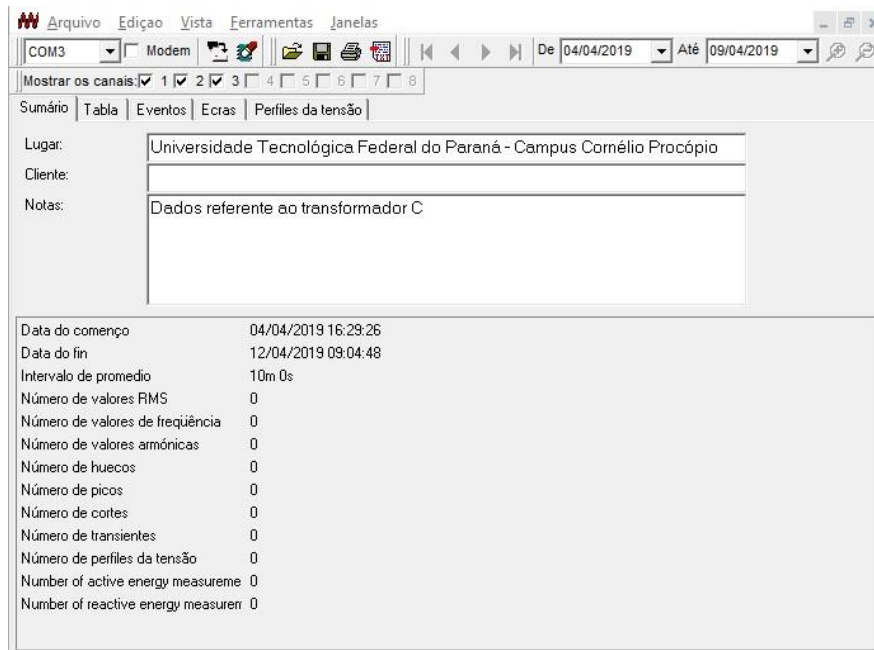 Arquivo Ediçao Vista Ferramentas Janelas
COM3 Modem De 04/04/2019 Até 09/04/2019
Mostrar os canais: 1 2 3 4 5 6 7 8
Sumário Tabla Eventos Ecras Perfiles da tensão
Lugar: Universidade Tecnológica Federal do Paraná - Campus Cornélio Procópio
Cliente:
Notas: Dados referente ao transformador C
Data do começo 04/04/2019 16:29:26
Data do fin 12/04/2019 09:04:48
Intervalo de promedio 10m 0s
Número de valores RMS 0
Número de valores de freqüência 0
Número de valores armónicas 0
Número de huecos 0
Número de picos 0
Número de cortes 0
Número de transientes 0
Número de perfiles da tensão 0
Number of active energy measureme 0
Number of reactive energy measurem 0